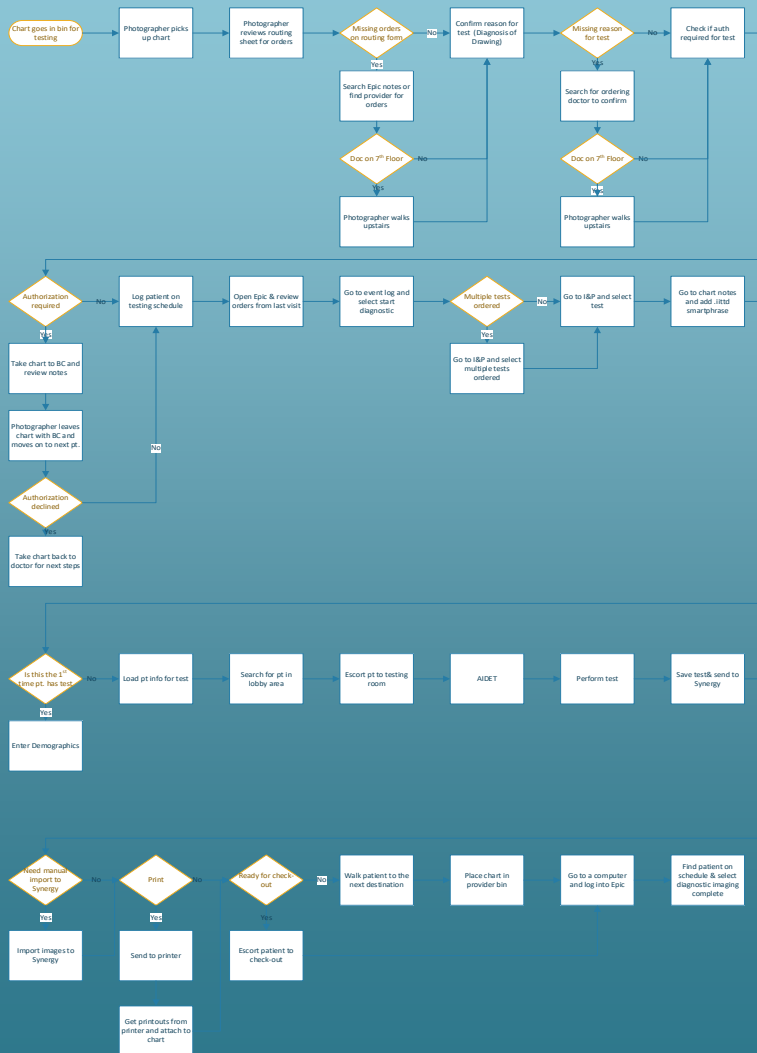 Chart goes in bin for
testing
Photographer picks
up chart
Photographer
reviews routing
sheet for orders
Missing orders
on routing form
No
Confirm reason for
test (Diagnosis of
Drawing)
Missing reason
for test
No
Check if auth
required for test
Yes
Yes
Search Epic notes or
find provider for
orders
Search for ordering
doctor to confirm
Doc on 7th Floor
No
Doc on 7th Floor
No
Yes
Yes
Photographer walks
upstairs
Photographer walks
upstairs
Authorization
required
No
Log patient on
testing schedule
Open Epic & review
orders from last visit
Go to event log and
select start
diagnostic
Multiple tests
ordered
No
Go to I&P and select
test
Go to chart notes
and add .iittd
smartphrase
Yes
Yes
Take chart to BC and
review notes
Go to I&P and select
multiple tests
ordered
Photographer leaves
chart with BC and
moves on to next pt.
No
Authorization
declined
Yes
Take chart back to
doctor for next steps
Is this the 1st
time pt. has test
No
Load pt info for test
Search for pt in
lobby area
Escort pt to testing
room
AIDET
Perform test
Save test& send to
Synergy
Yes
Enter Demographics
Need manual
import to
Synergy
No
Print
No
Ready for check-
out
No
Walk patient to the
next destination
Place chart in
provider bin
Go to a computer
and log into Epic
Find patient on
schedule & select
diagnostic imaging
complete
Yes
Yes
Yes
Import images to
Synergy
Send to printer
Escort patient to
check-out
Get printouts from
printer and attach to
chart